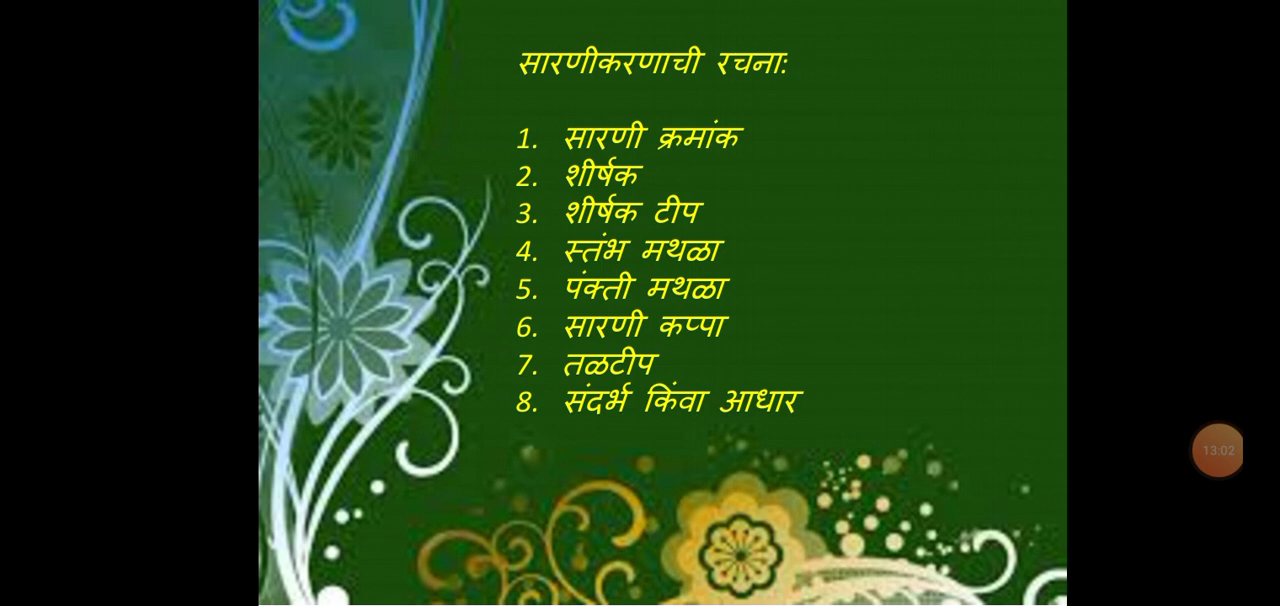 सारणीकरणाची रचनाः
1. सारणी क्रमांक
2. शीर्षक
3. शीर्षक टीप
4. स्तंभ मथळा
5. पंक्ती मथळा
6. सारणी कप्पा
7. तळटीप
8. संदर्भ किंवा आधार
13:02